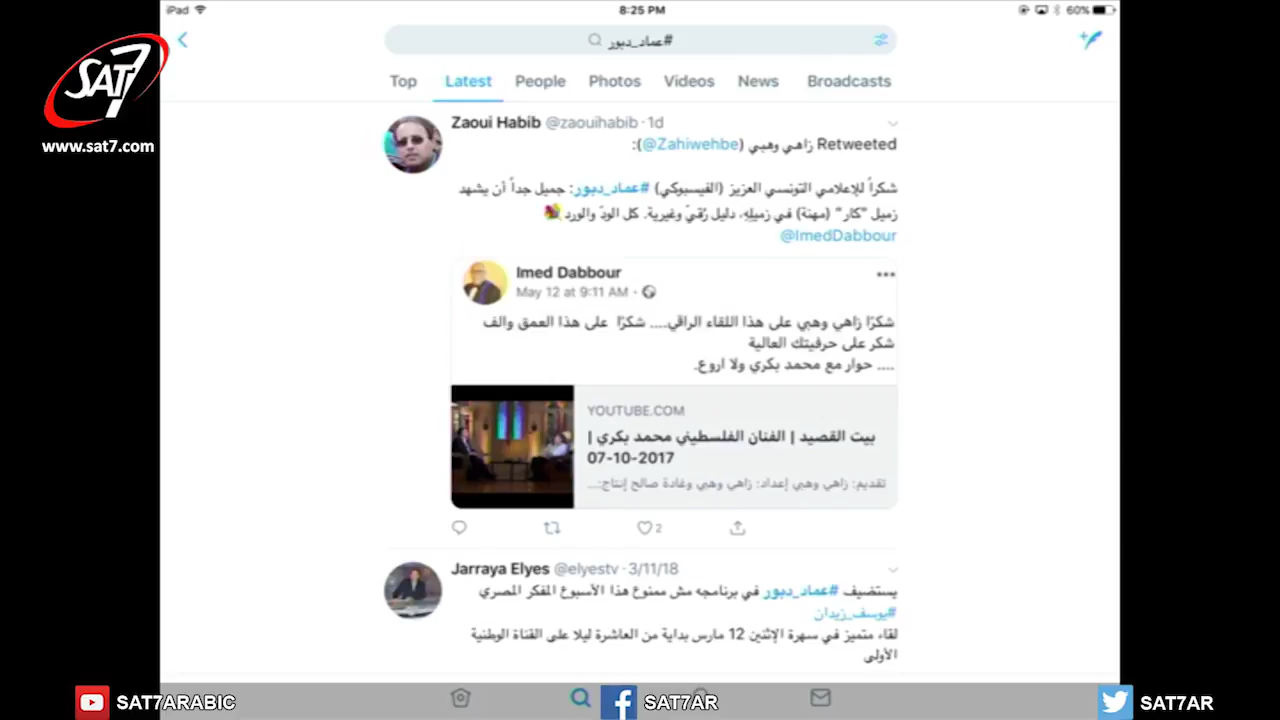 iPad
8:25 PM
60%
SAT7
www.sat7.com
#عماد_دبور
Top Latest People Photos Videos News Broadcasts
Zaoui Habib @zaouihabib · 1d
Retweeted زاهي وهبي (@Zahiwehbe):
شكراً للإعلامي التونسي العزيز (الفيسبوكي) #عماد_دبور: جميل جداً أن يشهد
زميل "كار" (مهنة) في زميلِهِ، دليل رُقيّ وغيرية. كل الودّ والورد
@ImedDabbour
Imed Dabbour
May 12 at 9:11 AM ·
شكرًا زاهي وهبي على هذا اللقاء الراقي.... شكرًا على هذا العمق والف
شكر على حرفيتك العالية
.... حوار مع محمد بكري ولا اروع.
YOUTUBE.COM
بيت القصيد | الفنان الفلسطيني محمد بكري |
07-10-2017
تقديم: زاهي وهبي إعداد: زاهي وهبي وغادة صالح إنتاج:...
2
Jarraya Elyes @elyestv · 3/11/18
يستضيف #عماد_دبور في برنامجه مش ممنوع هذا الأسبوع المفكر المصري
#يوسف_زيدان
لقاء متميز في سهرة الإثنين 12 مارس بداية من العاشرة ليلا على القناة الوطنية
الأولى
SAT7ARABIC
SAT7AR
SAT7AR